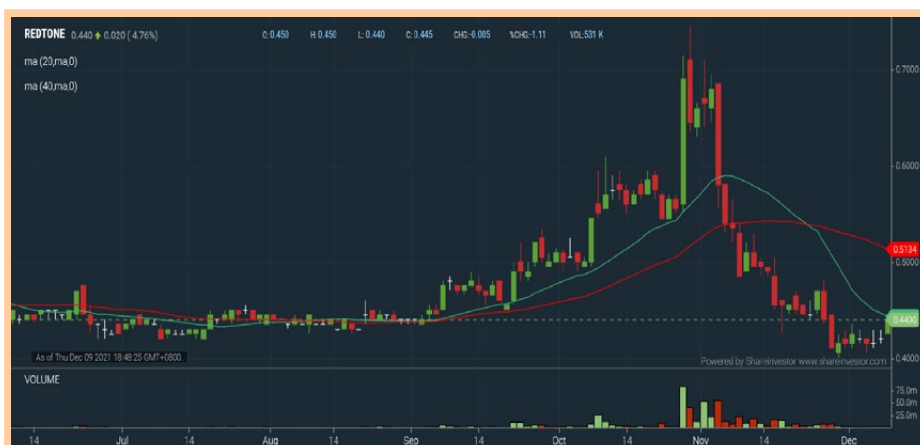 REDTONE 0.440 0.020 ( 4.76%) O: 0.450 H: 0.450 L: 0.440 C: 0.445 CHG:-0.005 %CHG:-1.11 VOL:531 K
ma (20,ma,0)
ma (40,ma,0)
0.7000
0.6000
0.5134
0.5000
0.4400
0.4000
As of Thu Dec 09 2021 18:48:25 GMT+0800.
Powered by ShareInvestor www.shareinvestor.com
VOLUME
75.0m
50.0m
25.0m
14 Jul 14 Aug 14 Sep 14 Oct 14 Nov 14 Dec